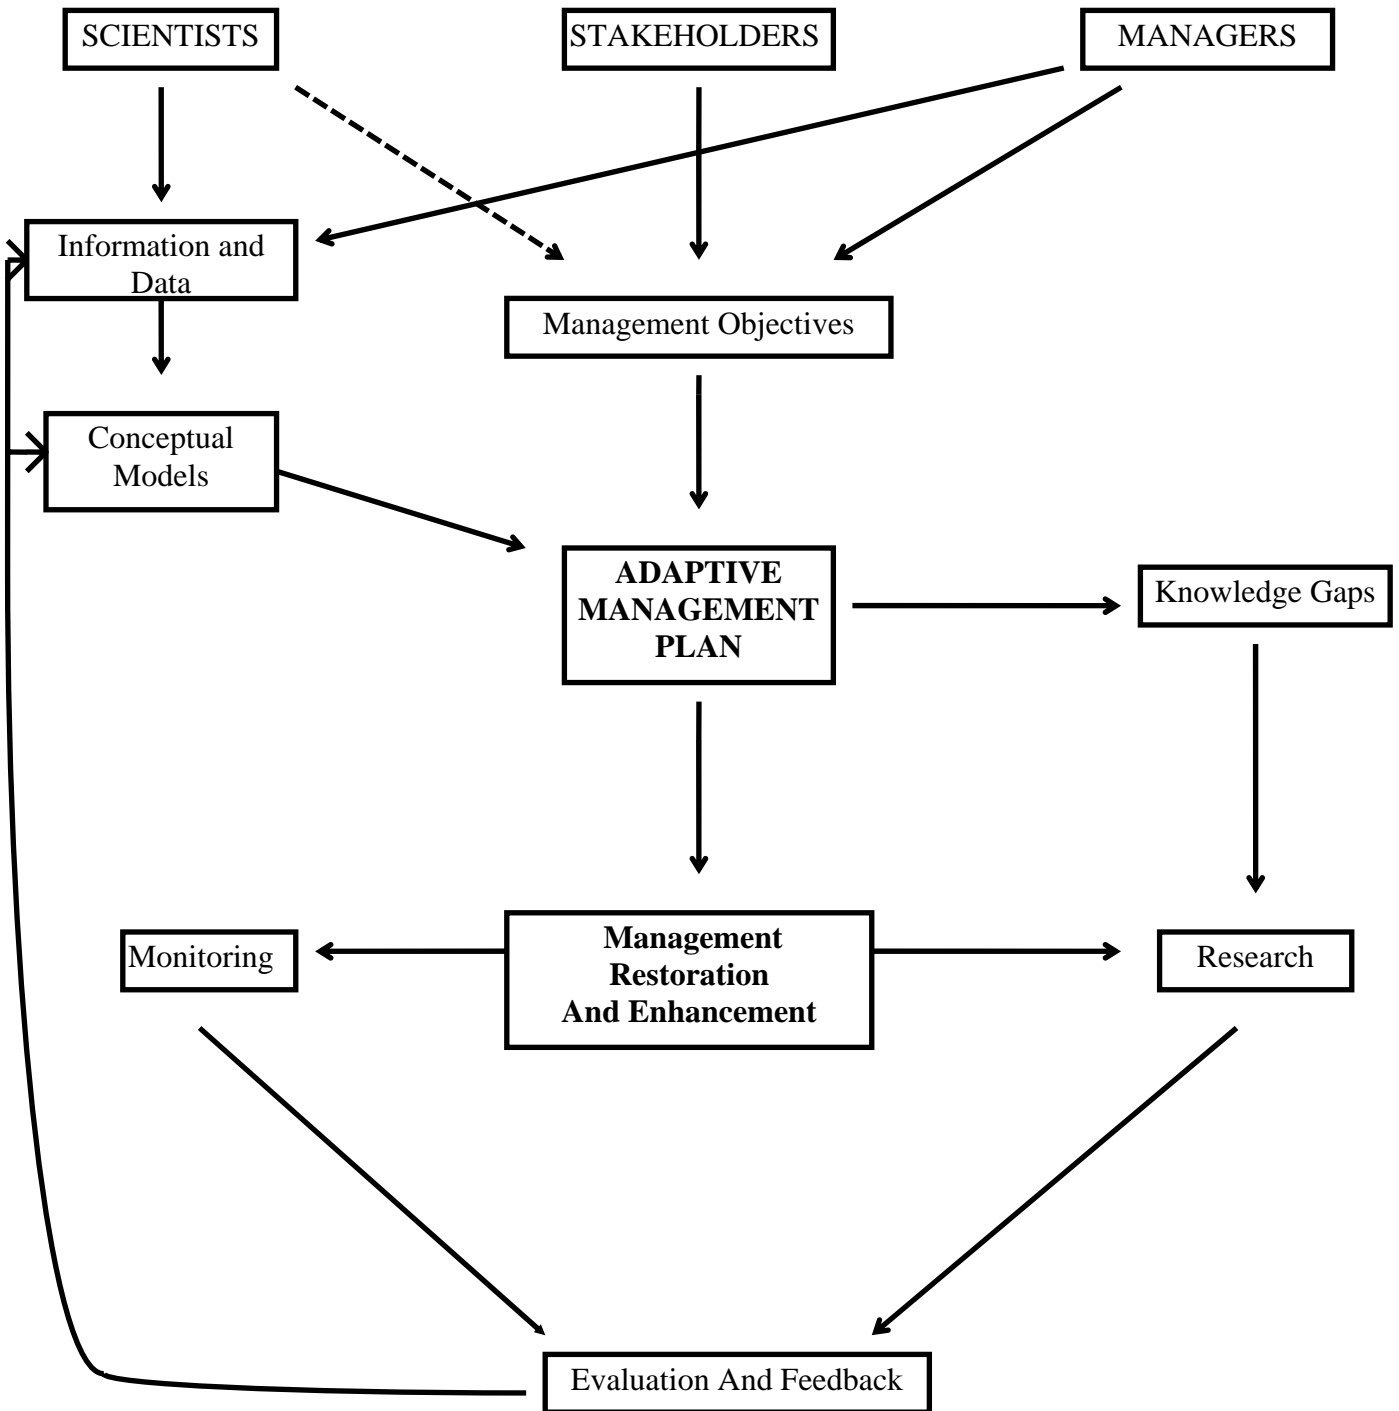 SCIENTISTS
STAKEHOLDERS
MANAGERS
Information and
Data
Management Objectives
Conceptual
Models
ADAPTIVE
MANAGEMENT
PLAN
Knowledge Gaps
Monitoring
Management
Restoration
And Enhancement
Research
Evaluation And Feedback